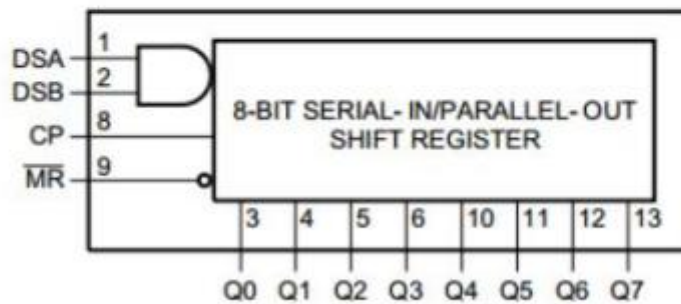 DSA 1
DSB 2
8-BIT SERIAL- IN/PARALLEL- OUT
CP 8
SHIFT REGISTER
MR 9
3 4 5 6 10 11 12 13
Q0 Q1 Q2 Q3 Q4 Q5 Q6 Q7